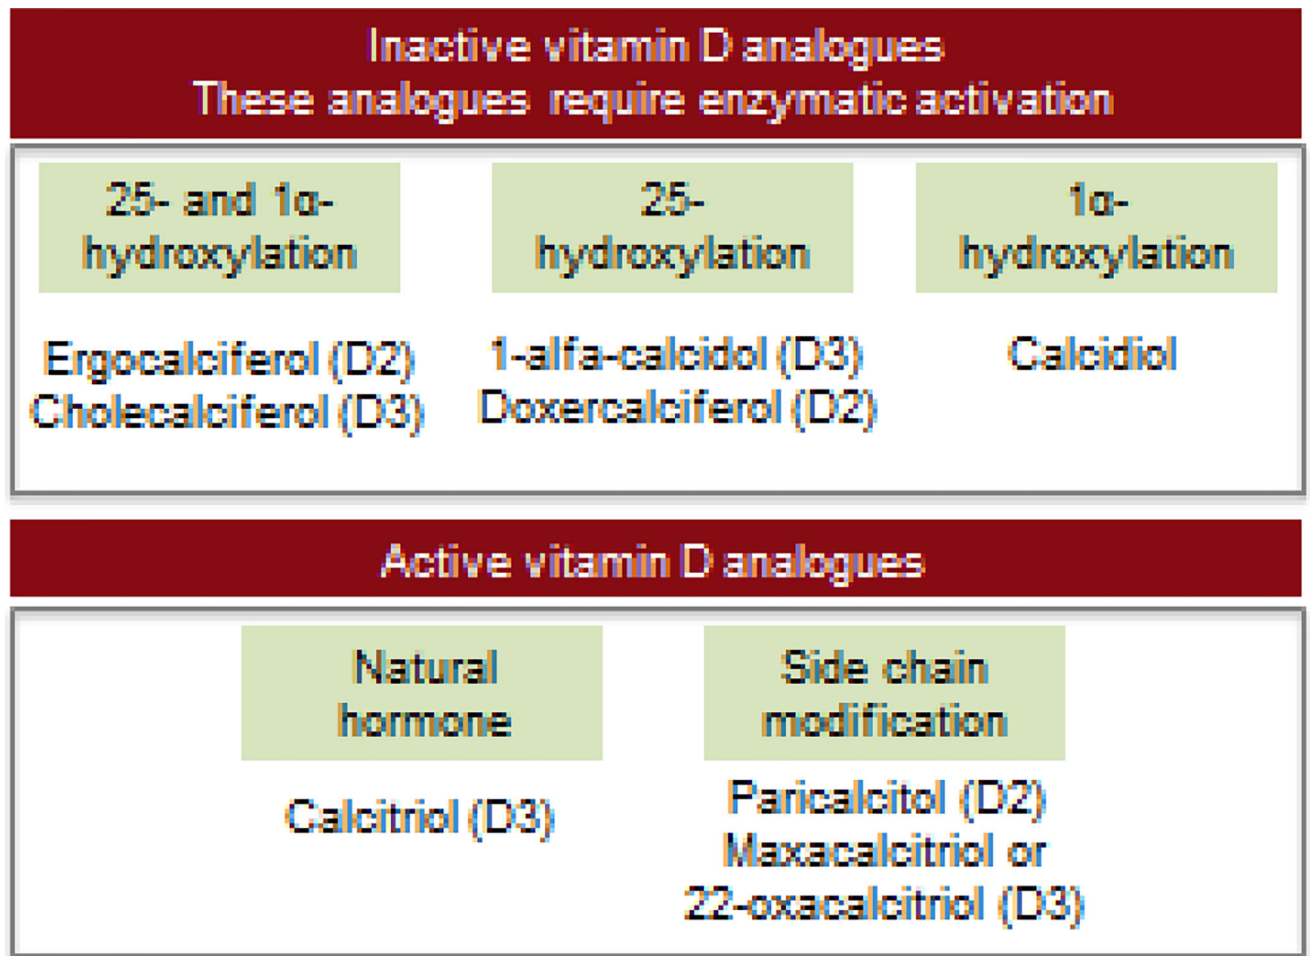 Inactive vitamin D analogues
These analogues require enzymatic activation
25- and 1α-
hydroxylation
25-
hydroxylation
1α-
hydroxylation
Ergocalciferol (D2)
Cholecalciferol (D3)
1-alfa-calcidol (D3)
Doxercalciferol (D2)
Calcidiol
Active vitamin D analogues
Natural
hormone
Side chain
modification
Calcitriol (D3)
Paricalcitol (D2)
Maxacalcitriol or
22-oxacalcitriol (D3)